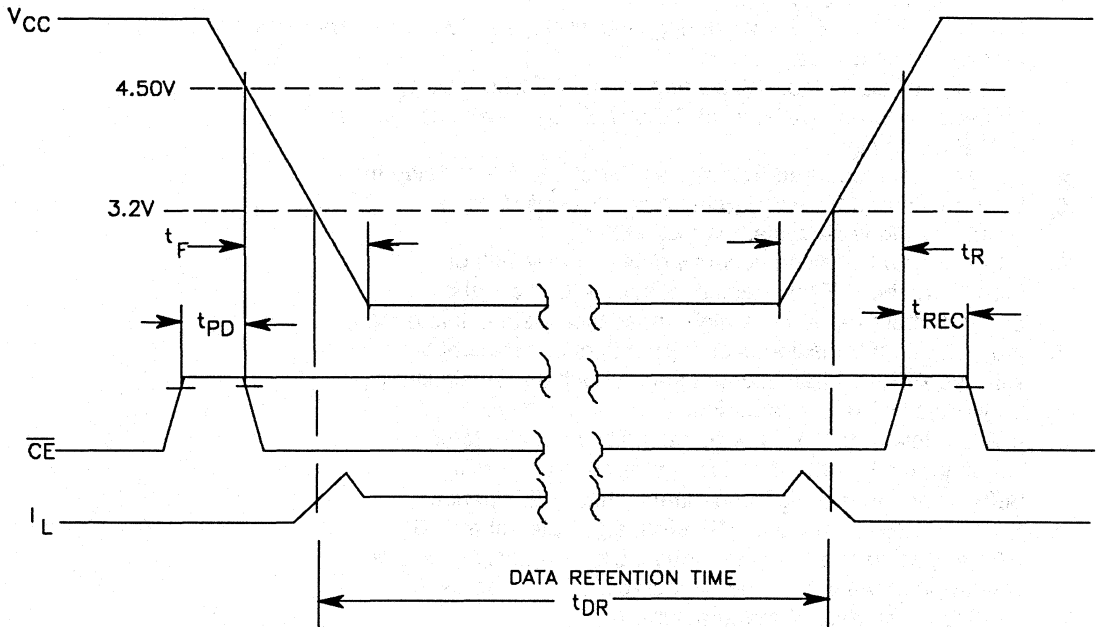 VCC
4.50V
3.2V
tF
tR
tPD
tREC
CE
IL
DATA RETENTION TIME
tDR